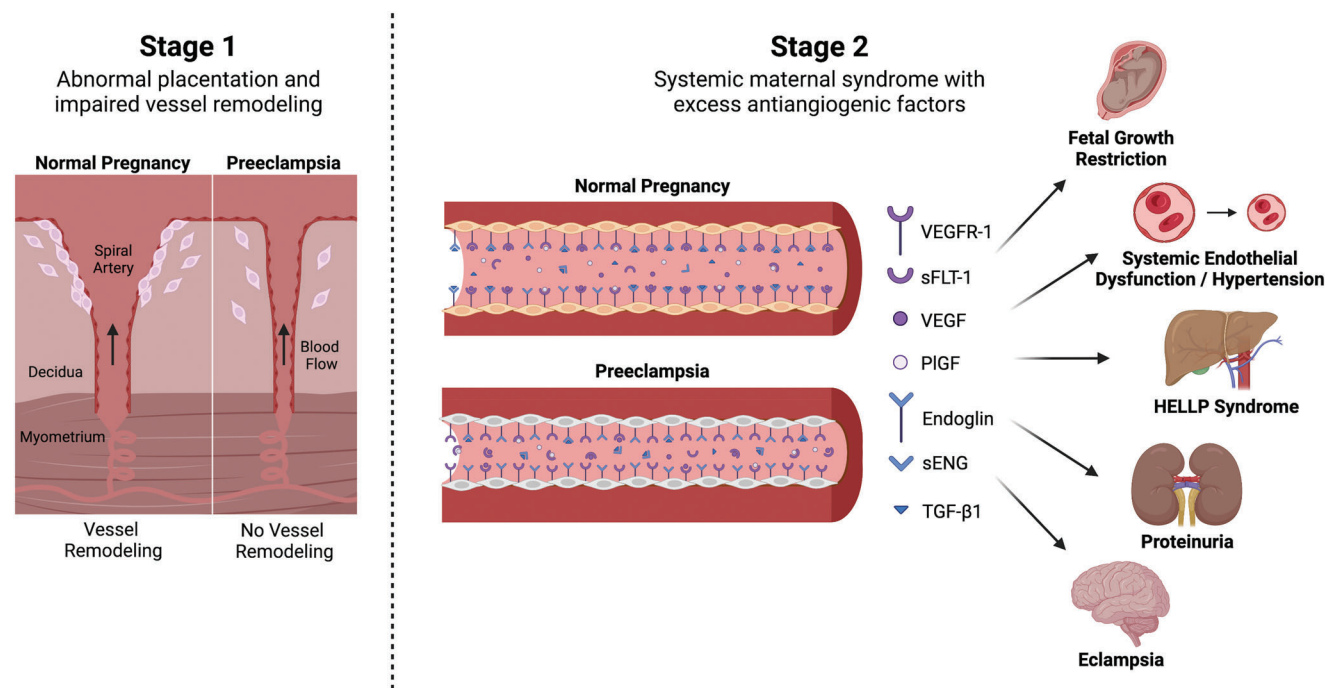 Stage 1
Abnormal placentation and
impaired vessel remodeling
Normal Pregnancy
Preeclampsia
Spiral
Artery
Blood
Flow
Decidua
Myometrium
Vessel
Remodeling
No Vessel
Remodeling
Stage 2
Systemic maternal syndrome with
excess antiangiogenic factors
Normal Pregnancy
Preeclampsia
VEGFR-1
sFLT-1
VEGF
PlGF
Endoglin
sENG
TGF-β1
Fetal Growth
Restriction
Systemic Endothelial
Dysfunction / Hypertension
HELLP Syndrome
Proteinuria
Eclampsia